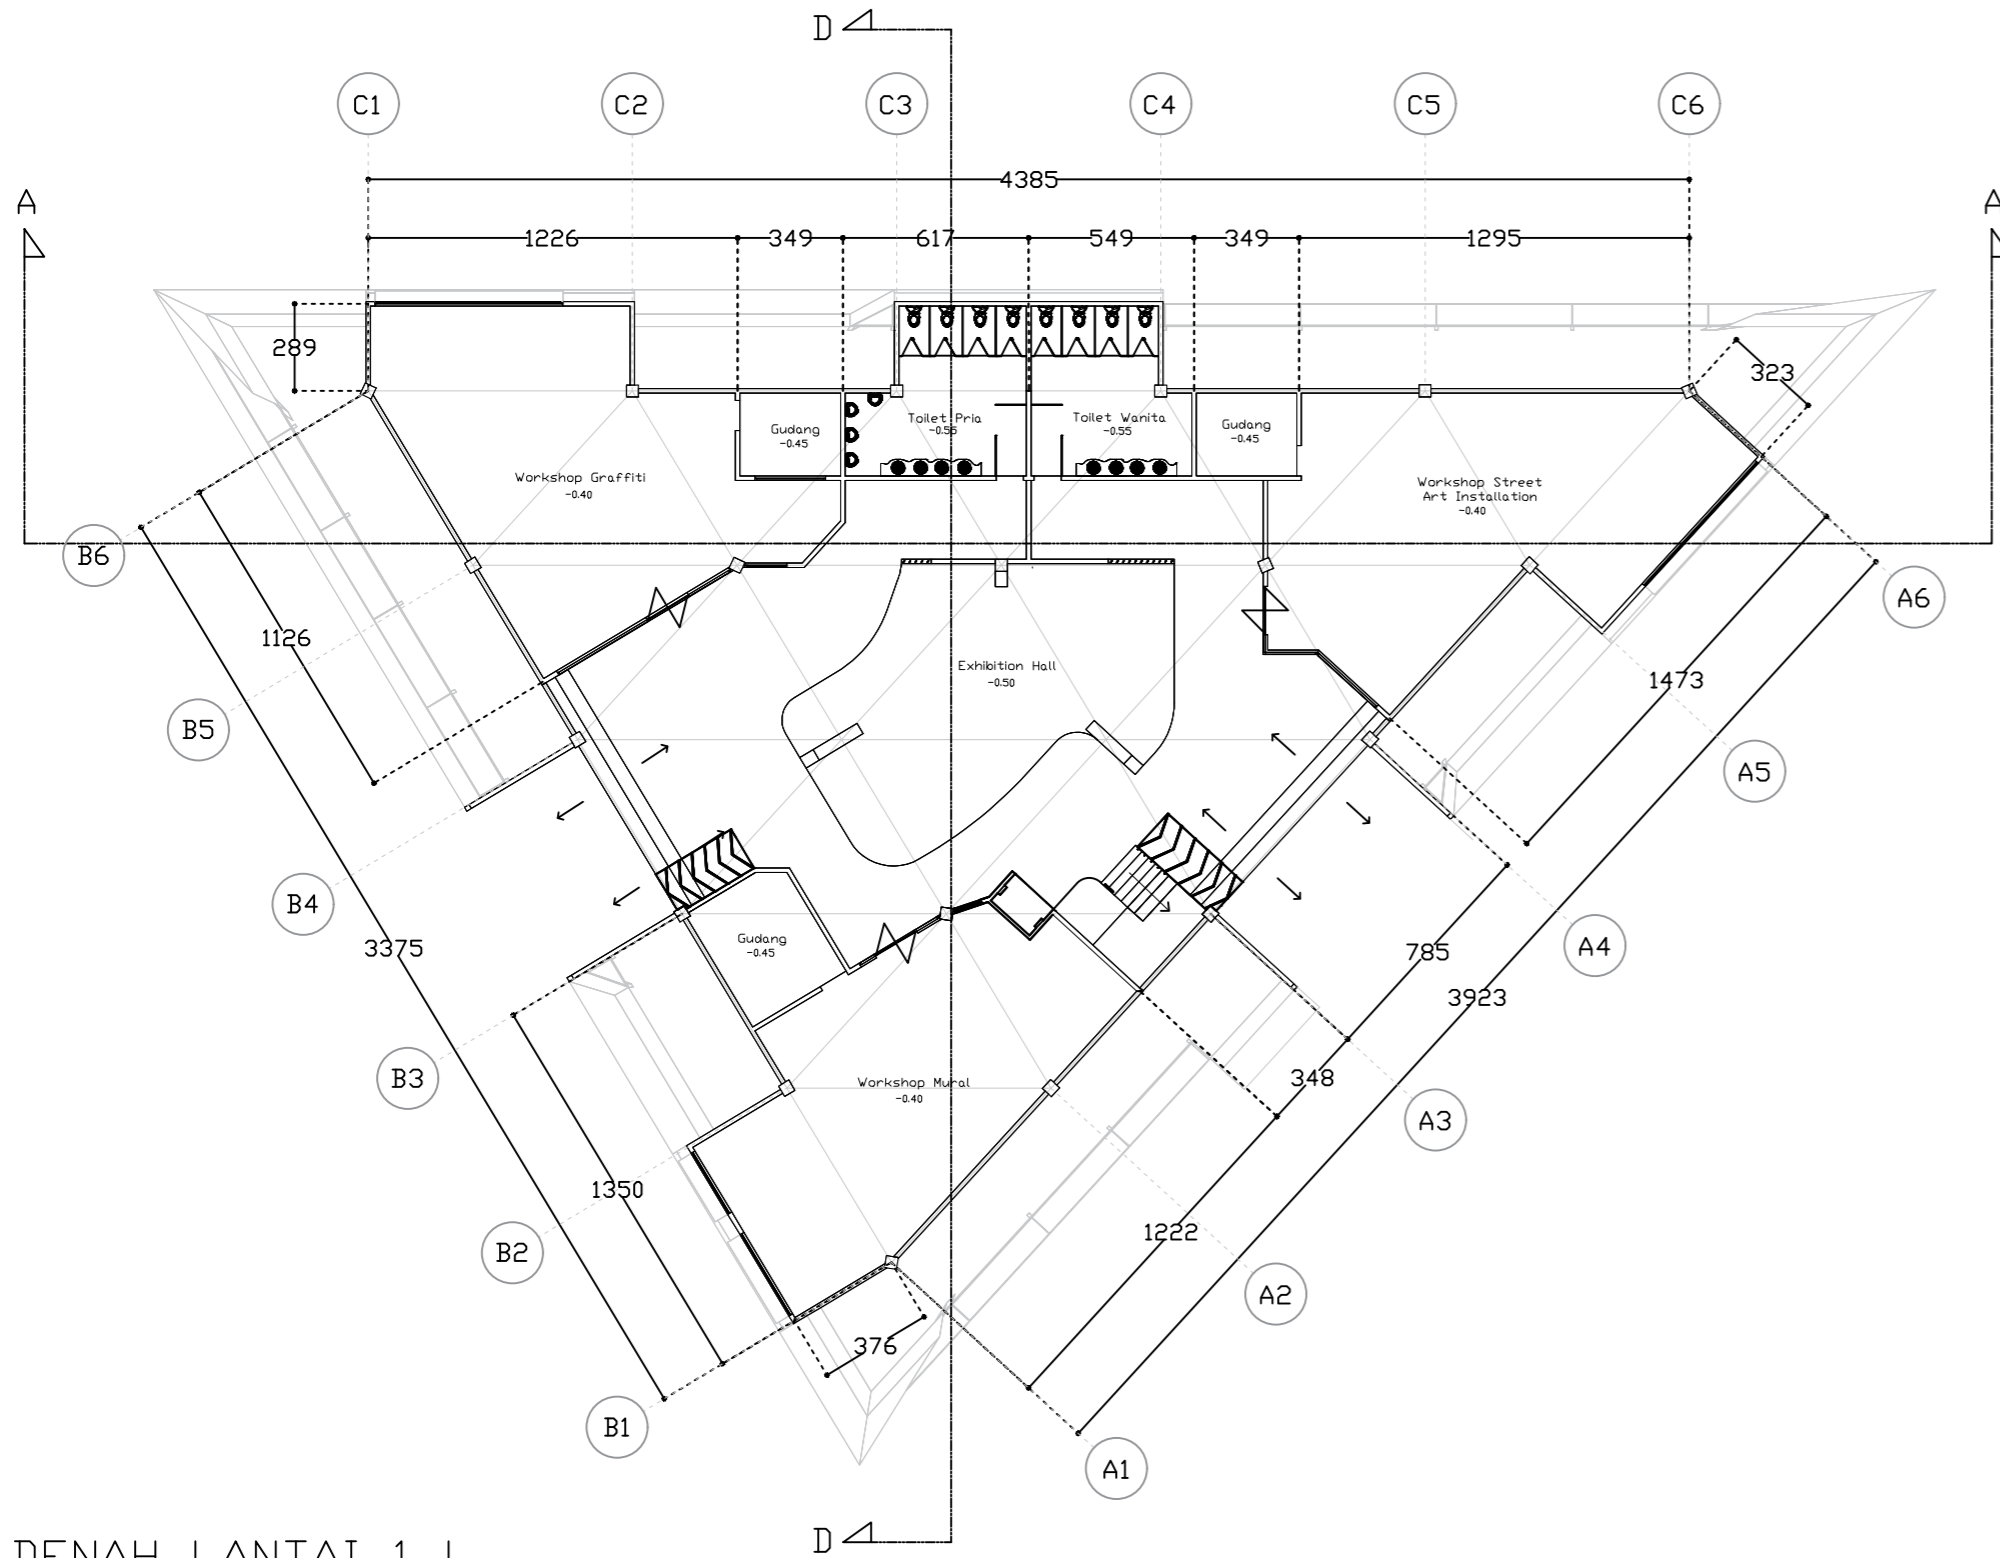 D
C1 C2 C3 C4 C5 C6
4385
A A
1226 349 617 549 349 1295
289
323
Toilet Pria
-0.55
Toilet Wanita
-0.55
Gudang
-0.45
Gudang
-0.45
Workshop Graffiti
-0.40
Workshop Street
Art Installation
-0.40
B6
A6
1126
Exhibition Hall
-0.50
1473
B5
A5
B4
3375
Gudang
-0.45
A4
785
3923
B3
Workshop Mural
-0.40
348
A3
1350
1222
B2
A2
376
B1
A1
D
DENAH LANTAI 1